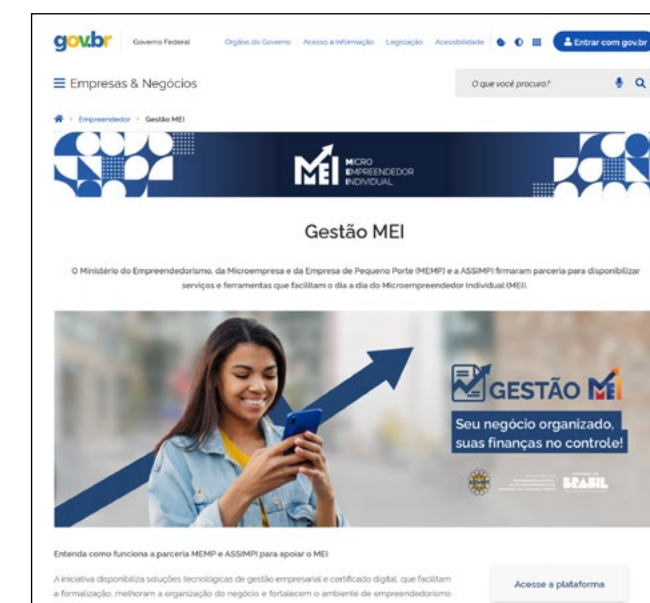 gov.br Governo Federal Órgãos do Governo Acesso à Informação Legislação Acessibilidade Entrar com gov.br
Empresas & Negócios O que você procura?
> Empreendedor > Gestão MEI
MEI MICRO
EMPREENDEDOR
INDIVIDUAL
Gestão MEI
O Ministério do Empreendedorismo, da Microempresa e da Empresa de Pequeno Porte (MEMP) e a ASSIMPI firmaram parceria para disponibilizar
serviços e ferramentas que facilitam o dia a dia do Microempreendedor Individual (MEI).
GESTÃO MEI
Seu negócio organizado,
suas finanças no controle!
BRASIL
Entenda como funciona a parceria MEMP e ASSIMPI para apoiar o MEI
A iniciativa disponibiliza soluções tecnológicas de gestão empresarial e certificado digital, que facilitam
a formalização, melhoram a organização do negócio e fortalecem o ambiente de empreendedorismo
Acesse a plataforma